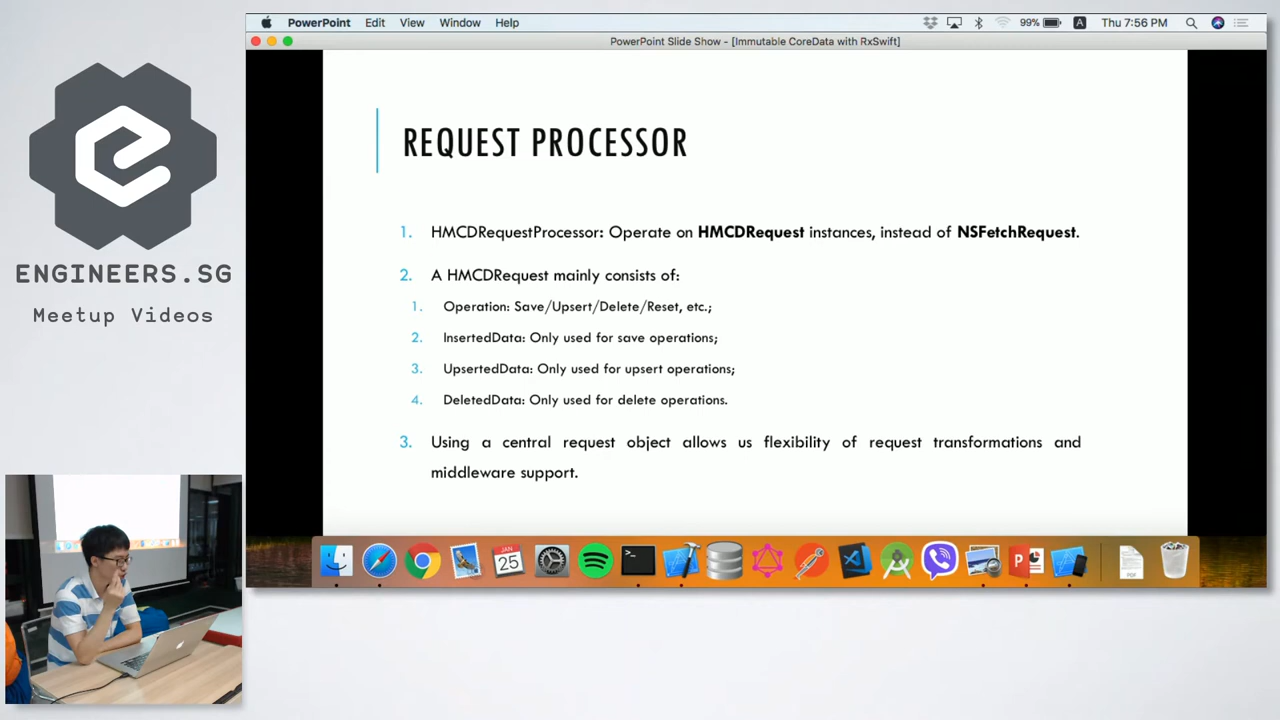 PowerPoint Edit View Window Help
99% A Thu 7:56 PM
PowerPoint Slide Show - [Immutable CoreData with RxSwift]
ENGINEERS.SG
Meetup Videos
REQUEST PROCESSOR
1. HMCDRequestProcessor: Operate on HMCDRequest instances, instead of NSFetchRequest.
2. A HMCDRequest mainly consists of:
1. Operation: Save/Upsert/Delete/Reset, etc.;
2. InsertedData: Only used for save operations;
3. UpsertedData: Only used for upsert operations;
4. DeletedData: Only used for delete operations.
3. Using a central request object allows us flexibility of request transformations and
middleware support.
JAN
25
PDF